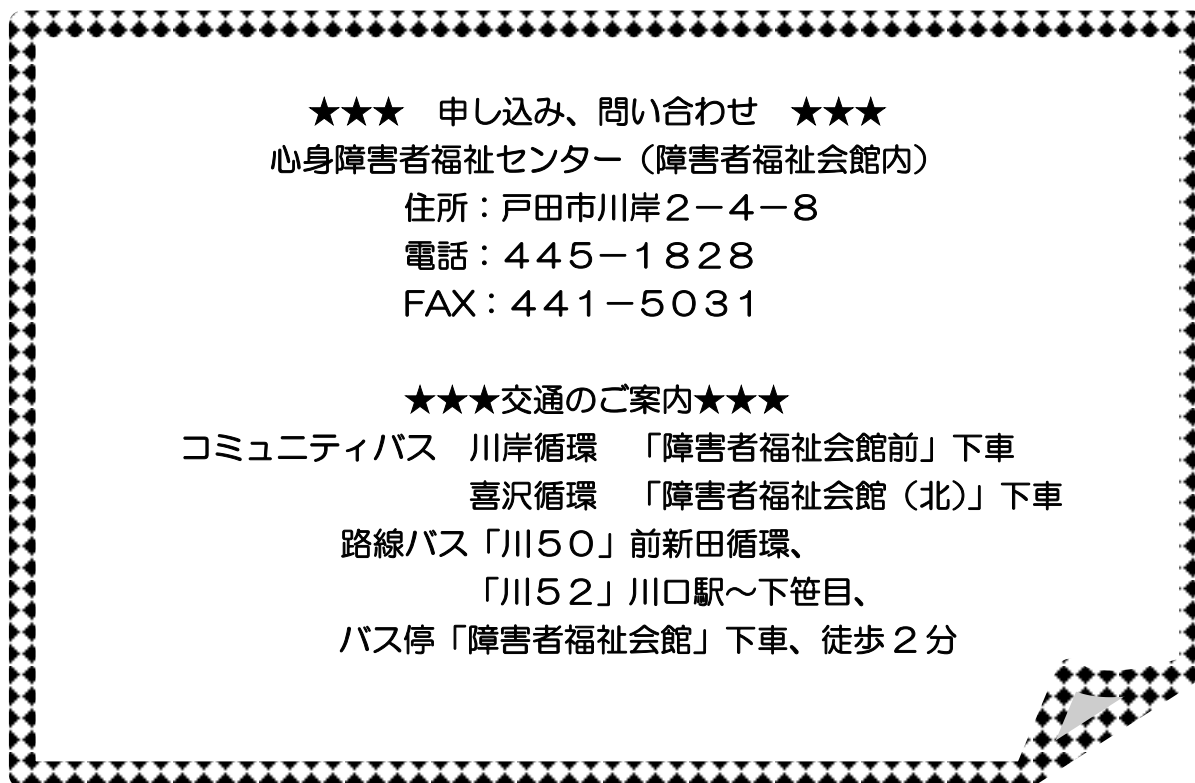 ★★★　申し込み、問い合わせ　★★★
心身障害者福祉センター（障害者福祉会館内）
住所：戸田市川岸２－４－８
電話：４４５－１８２８
FAX：４４１－５０３１
★★★交通のご案内★★★
コミュニティバス　川岸循環　「障害者福祉会館前」下車
喜沢循環　「障害者福祉会館（北）」下車
路線バス「川５０」前新田循環、
「川５２」川口駅～下笹目、
バス停「障害者福祉会館」下車、徒歩２分